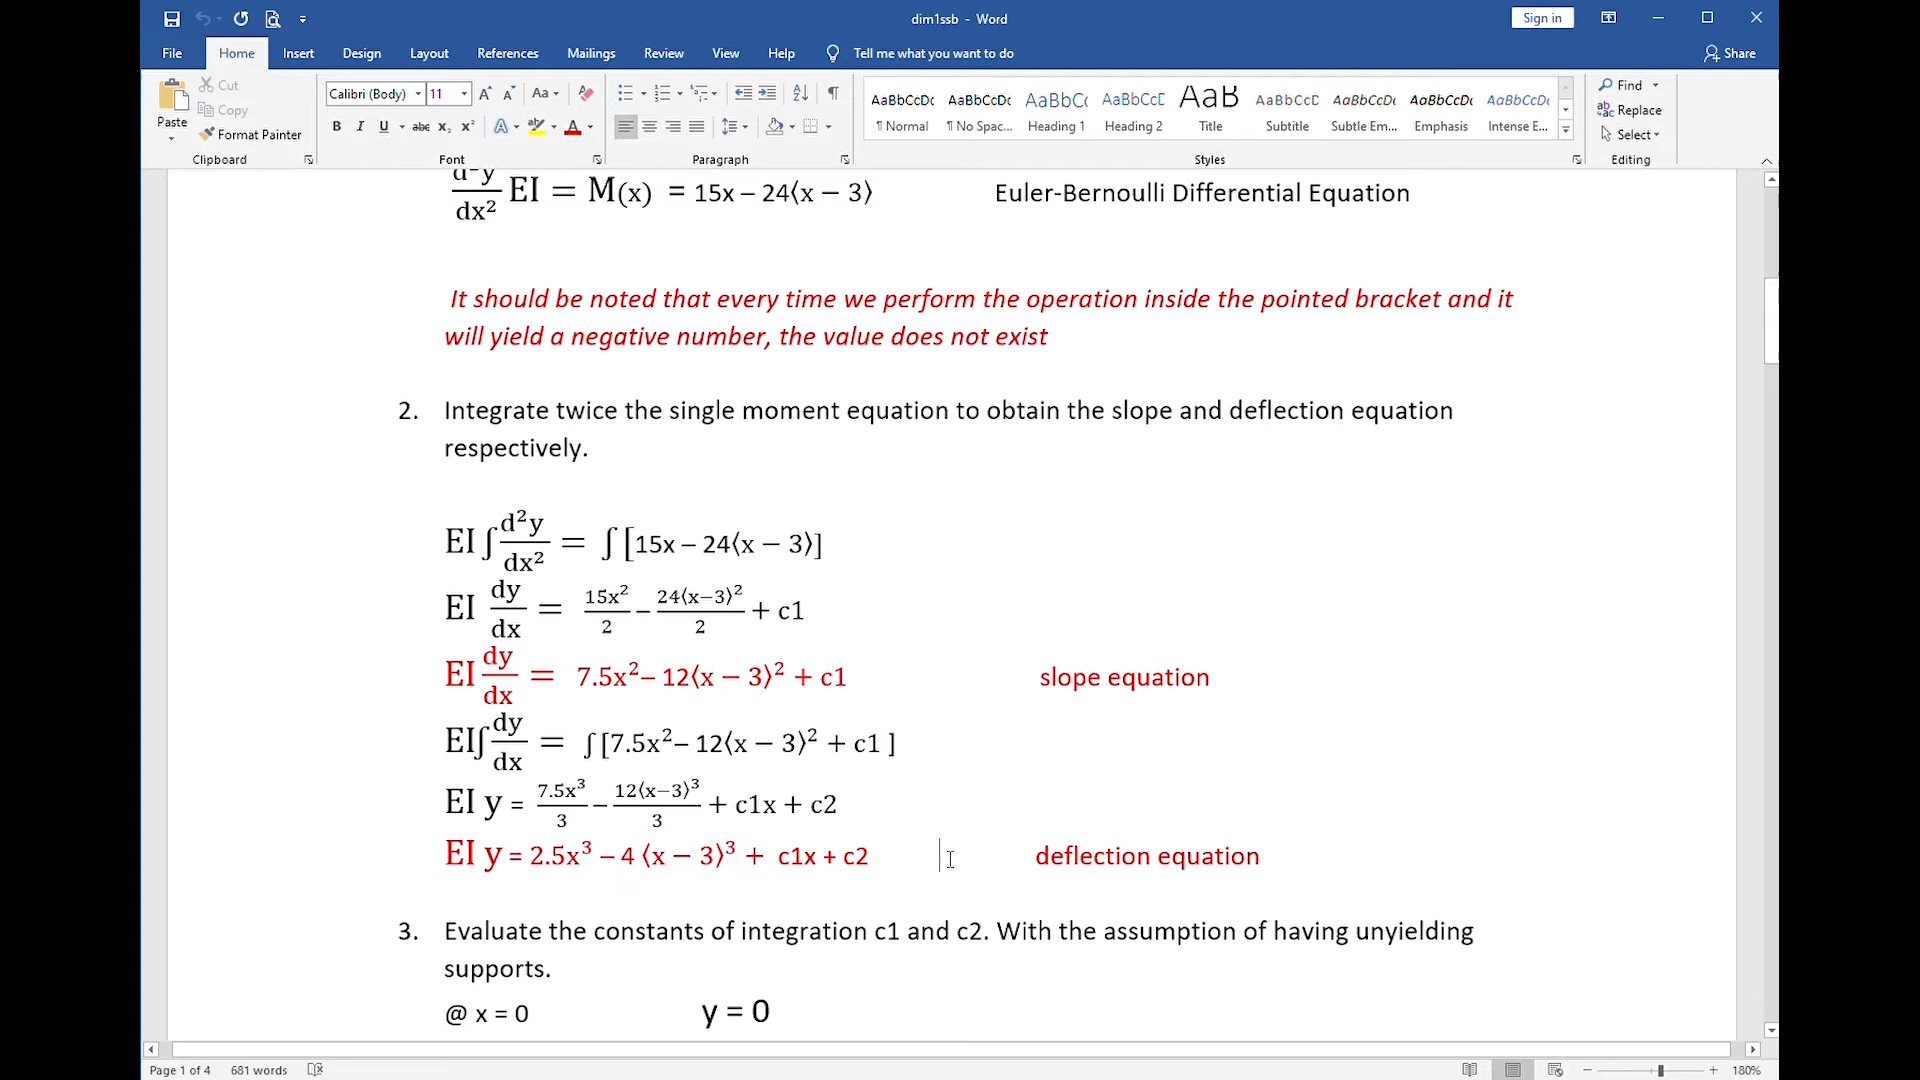 dim1ssb - Word
Sign in
File Home Insert Design Layout References Mailings Review View Help Tell me what you want to do Share
Paste
Cut
Copy
Format Painter
Clipboard
Calibri (Body) 11
Font
Paragraph
AaBbCcDc AaBbCcDc AaBbCc AaBbCcE AaB AaBbCcD AaBbCcDc AaBbCcDc AaBbCcDc
¶ Normal ¶ No Spac... Heading 1 Heading 2 Title Subtitle Subtle Em... Emphasis Intense E...
Styles
Find
Replace
Select
Editing
d²y/dx² EI = M(x) = 15x – 24⟨x − 3⟩ Euler-Bernoulli Differential Equation
It should be noted that every time we perform the operation inside the pointed bracket and it
will yield a negative number, the value does not exist
2. Integrate twice the single moment equation to obtain the slope and deflection equation
respectively.
EI ∫ d²y/dx² = ∫ [15x – 24⟨x − 3⟩]
EI dy/dx = 15x²/2 – 24⟨x−3⟩²/2 + c1
EI dy/dx = 7.5x² – 12⟨x − 3⟩² + c1 slope equation
EI∫ dy/dx = ∫ [7.5x² – 12⟨x − 3⟩² + c1 ]
EI y = 7.5x³/3 – 12⟨x−3⟩³/3 + c1x + c2
EI y = 2.5x³ – 4 ⟨x − 3⟩³ + c1x + c2 deflection equation
3. Evaluate the constants of integration c1 and c2. With the assumption of having unyielding
supports.
@ x = 0 y = 0
Page 1 of 4 681 words 180%